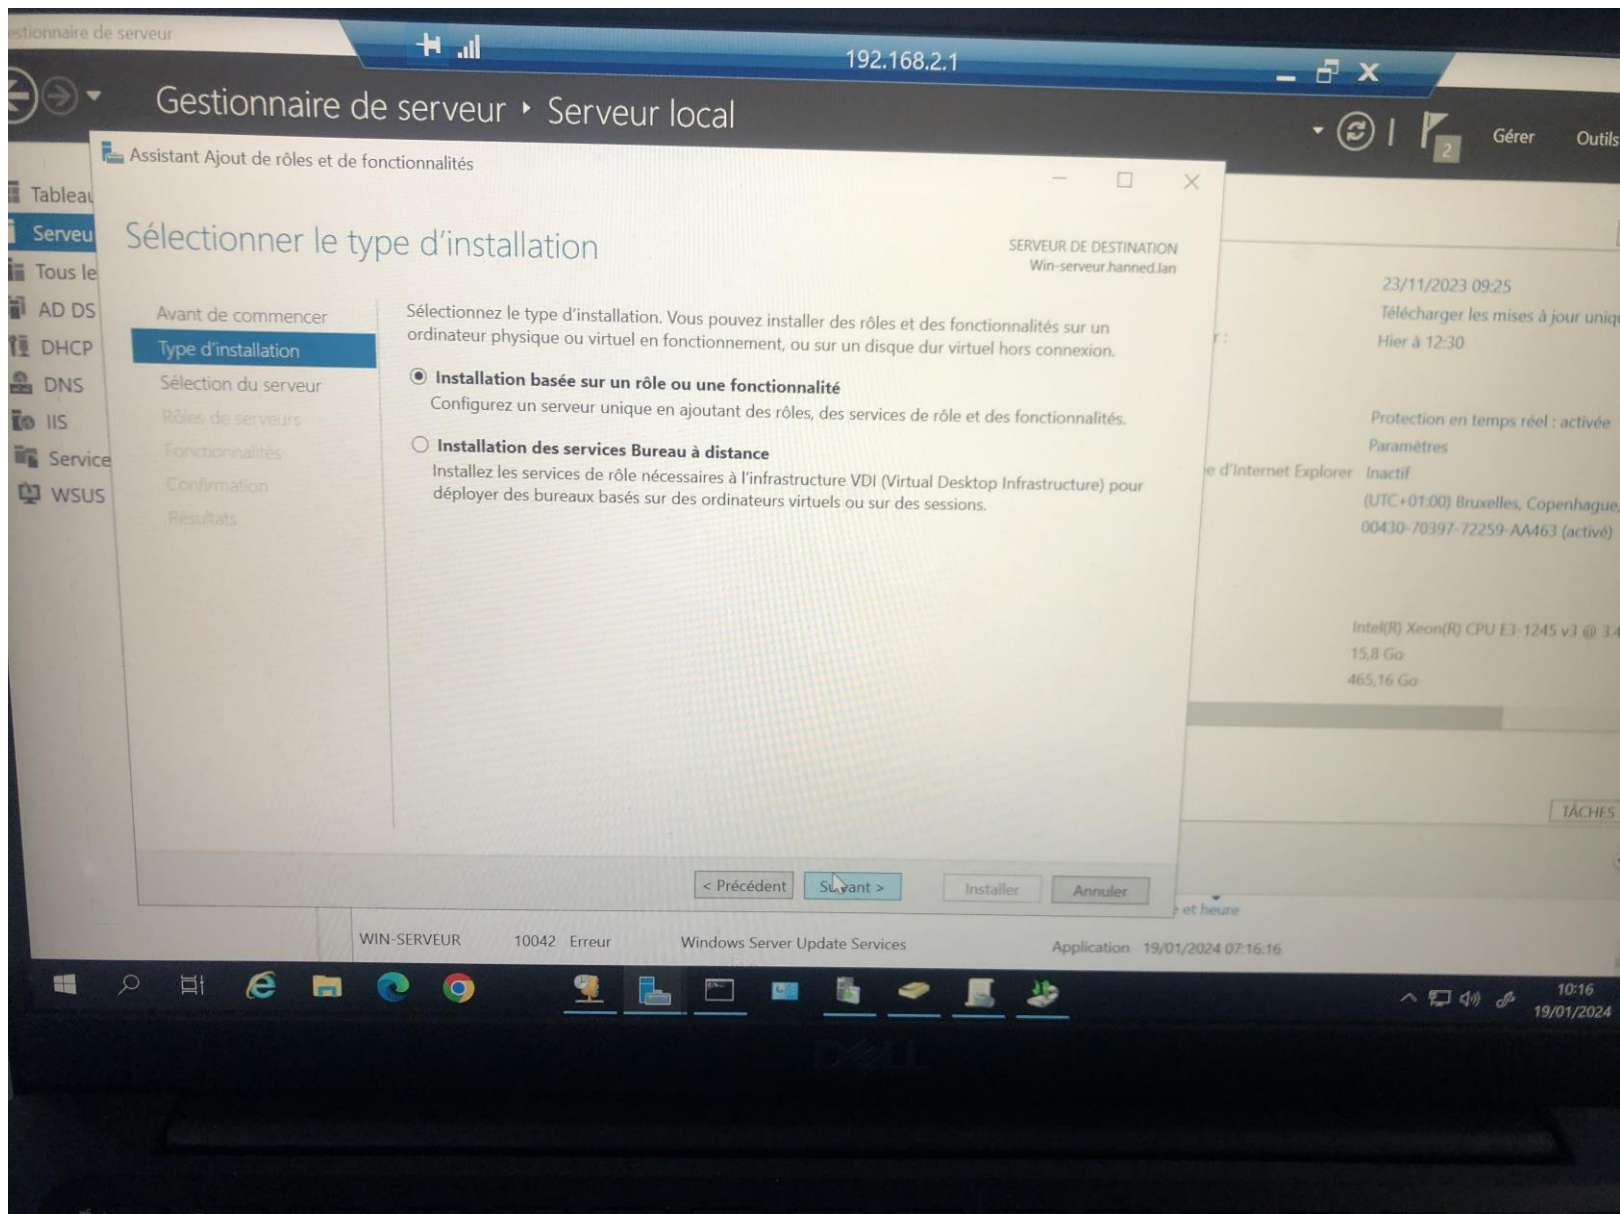 estionnaire de serveur
192.168.2.1
Gestionnaire de serveur ‣ Serveur local
2
Gérer
Outils
Assistant Ajout de rôles et de fonctionnalités
Sélectionner le type d'installation
SERVEUR DE DESTINATION
Win-serveur.hanned.lan
Tableau
Serveu
Tous le
AD DS
DHCP
DNS
IIS
Service
WSUS
Avant de commencer
Type d'installation
Sélection du serveur
Rôles de serveurs
Fonctionnalités
Confirmation
Résultats
Sélectionnez le type d'installation. Vous pouvez installer des rôles et des fonctionnalités sur un
ordinateur physique ou virtuel en fonctionnement, ou sur un disque dur virtuel hors connexion.
Installation basée sur un rôle ou une fonctionnalité
Configurez un serveur unique en ajoutant des rôles, des services de rôle et des fonctionnalités.
Installation des services Bureau à distance
Installez les services de rôle nécessaires à l'infrastructure VDI (Virtual Desktop Infrastructure) pour
déployer des bureaux basés sur des ordinateurs virtuels ou sur des sessions.
< Précédent
Suivant >
Installer
Annuler
23/11/2023 09:25
Télécharger les mises à jour uniqu
r :
Hier à 12:30
Protection en temps réel : activée
Paramètres
e d'Internet Explorer Inactif
(UTC+01:00) Bruxelles, Copenhague,
00430-70397-72259-AA463 (activé)
Intel(R) Xeon(R) CPU E3-1245 v3 @ 3.4
15,8 Go
465,16 Go
TÂCHES
et heure
WIN-SERVEUR 10042 Erreur Windows Server Update Services Application 19/01/2024 07:16:16
10:16
19/01/2024
DELL